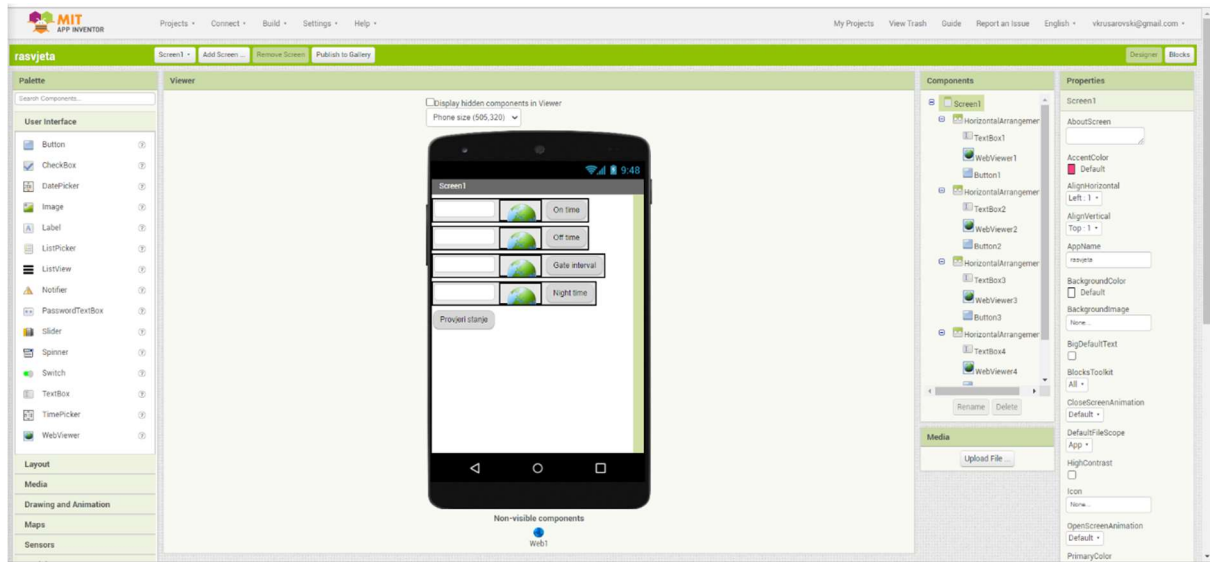 MIT
APP INVENTOR
Projects Connect Build Settings Help
My Projects View Trash Guide Report an Issue English vkrusarovski@gmail.com
rasvjeta
Screen1 Add Screen ... Remove Screen Publish to Gallery
Designer Blocks
Palette
Search Components...
User Interface
Button
CheckBox
DatePicker
Image
Label
ListPicker
ListView
Notifier
PasswordTextBox
Slider
Spinner
Switch
TextBox
TimePicker
WebViewer
Layout
Media
Drawing and Animation
Maps
Sensors
Viewer
Display hidden components in Viewer
Phone size (505,320)
9:48
Screen1
On time
Off time
Gate interval
Night time
Provjeri stanje
Non-visible components
Web1
Components
Screen1
HorizontalArrangemer
TextBox1
WebViewer1
Button1
HorizontalArrangemer
TextBox2
WebViewer2
Button2
HorizontalArrangemer
TextBox3
WebViewer3
Button3
HorizontalArrangemer
TextBox4
WebViewer4
Rename Delete
Media
Upload File ...
Properties
Screen1
AboutScreen
AccentColor
Default
AlignHorizontal
Left : 1
AlignVertical
Top : 1
AppName
rasvjeta
BackgroundColor
Default
BackgroundImage
None...
BigDefaultText
BlocksToolkit
All
CloseScreenAnimation
Default
DefaultFileScope
App
HighContrast
Icon
None...
OpenScreenAnimation
Default
PrimaryColor